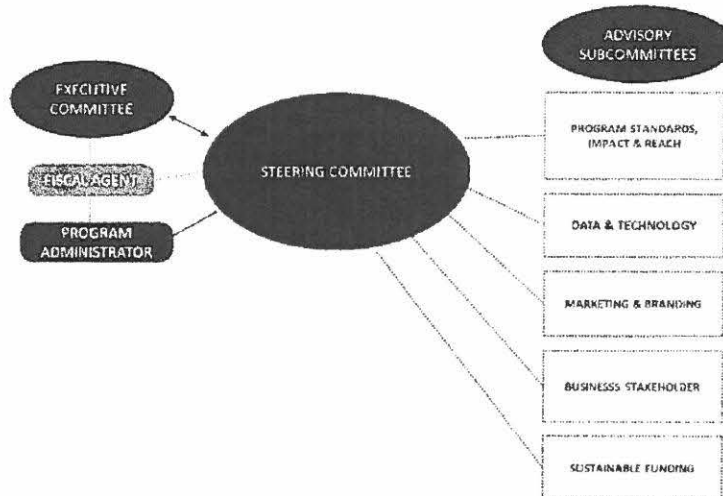 ADVISORY
SUBCOMMITTEES
EXECUTIVE
COMMITTEE
PROGRAM STANDARDS,
IMPACT & REACH
STEERING COMMITTEE
FISCAL AGENT
DATA & TECHNOLOGY
PROGRAM
ADMINISTRATOR
MARKETING & BRANDING
BUSINESSS STAKEHOLDER
SUSTAINABLE FUNDING